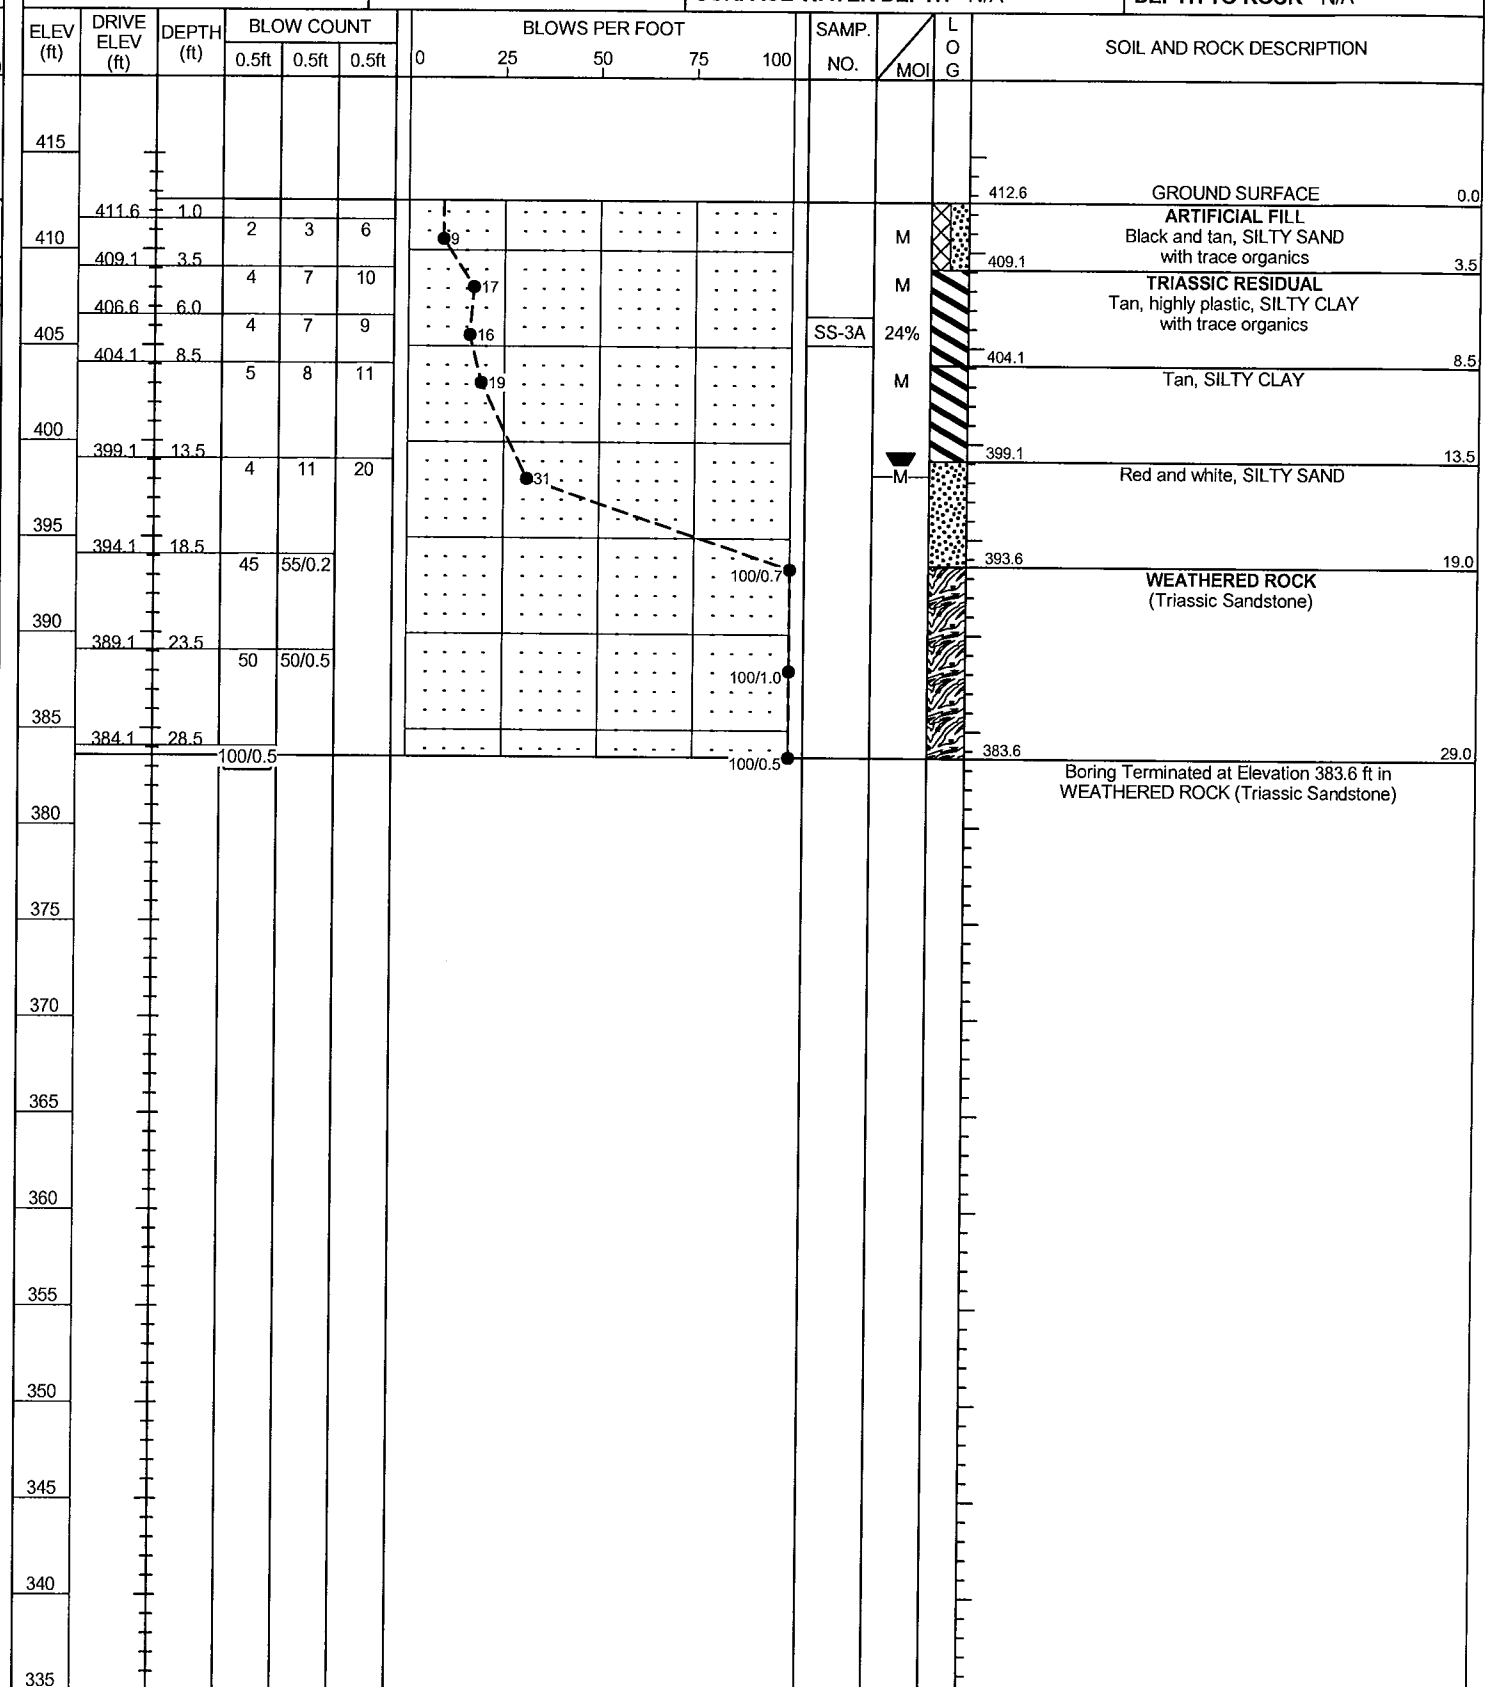 DEPTH TO ROCK N/A
ELEV (ft) DRIVE ELEV (ft) DEPTH (ft) BLOW COUNT BLOWS PER FOOT SAMP. NO. MOI LOG SOIL AND ROCK DESCRIPTION
0.5ft 0.5ft 0.5ft 0 25 50 75 100
415
412.6 GROUND SURFACE 0.0
411.6 1.0
ARTIFICIAL FILL
2 3 6 9 M Black and tan, SILTY SAND
410
with trace organics
409.1 3.5 409.1 3.5
4 7 10 17 M TRIASSIC RESIDUAL
Tan, highly plastic, SILTY CLAY
406.6 6.0
with trace organics
4 7 9 16 SS-3A 24%
405
404.1 8.5 404.1 8.5
5 8 11 19 M Tan, SILTY CLAY
400
399.1 13.5 399.1 13.5
4 11 20 31 M Red and white, SILTY SAND
395
394.1 18.5
45 55/0.2 393.6 19.0
100/0.7 WEATHERED ROCK
(Triassic Sandstone)
390
389.1 23.5
50 50/0.5
100/1.0
385
384.1 28.5
100/0.5 100/0.5 383.6 29.0
Boring Terminated at Elevation 383.6 ft in
WEATHERED ROCK (Triassic Sandstone)
380
375
370
365
360
355
350
345
340
335